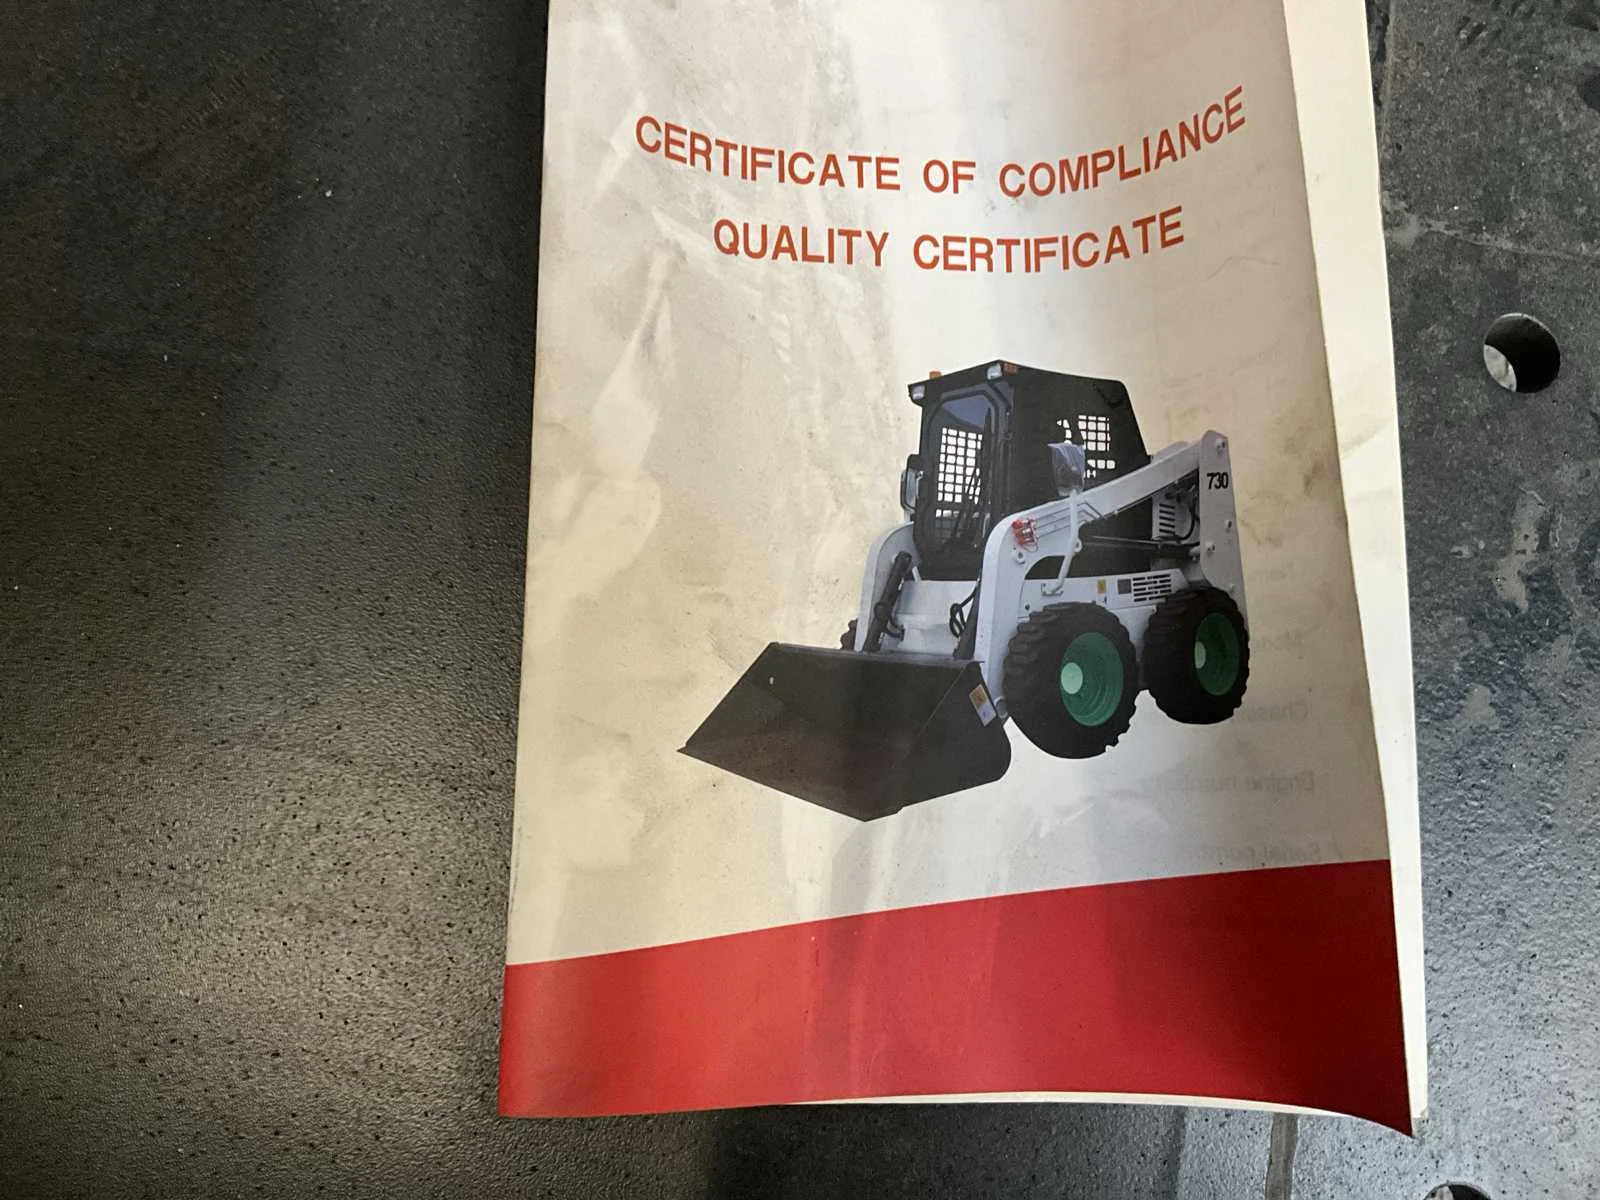 CERTIFICATE OF COMPLIANCE
QUALITY CERTIFICATE
730